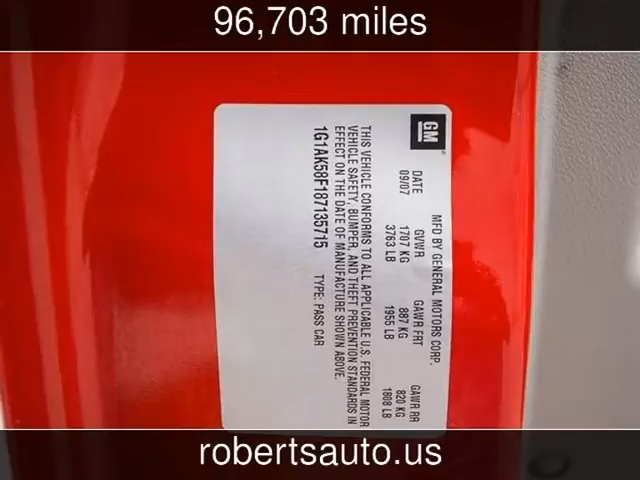 96,703 miles
GM
MFD BY GENERAL MOTORS CORP.
DATE GVWR GAWR FRT GAWR RR
09/07 1707 KG 887 KG 820 KG
3763 LB 1955 LB 1808 LB
THIS VEHICLE CONFORMS TO ALL APPLICABLE U.S. FEDERAL MOTOR
VEHICLE SAFETY, BUMPER, AND THEFT PREVENTION STANDARDS IN
EFFECT ON THE DATE OF MANUFACTURE SHOWN ABOVE.
1G1AK58F187135715 TYPE: PASS CAR
robertsauto.us